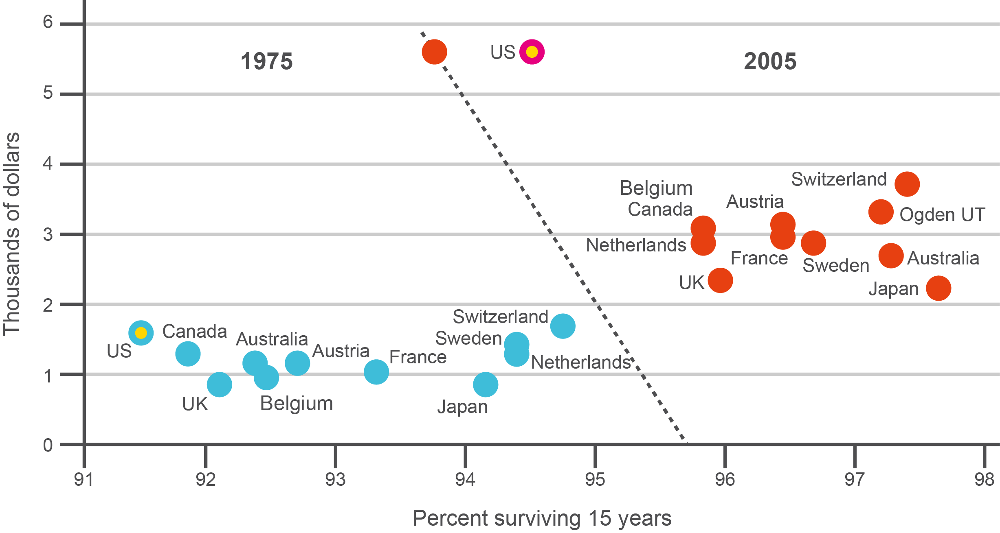 6
5
4
3
2
1
0
Thousands of dollars
1975
US
2005
Belgium
Canada
Netherlands
UK
Austria
France
Sweden
Switzerland
Ogden UT
Australia
Japan
US
Canada
UK
Australia
Belgium
Austria
France
Switzerland
Sweden
Netherlands
Japan
91 92 93 94 95 96 97 98
Percent surviving 15 years